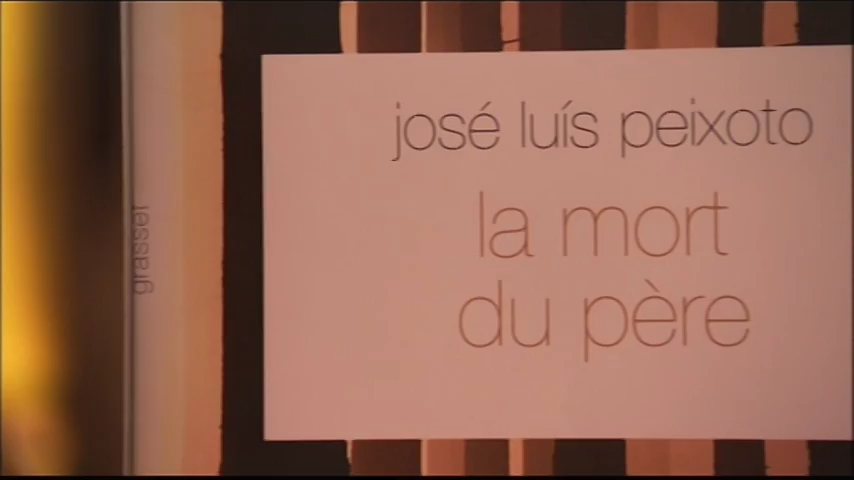 grasset
josé luís peixoto
la mort
du père